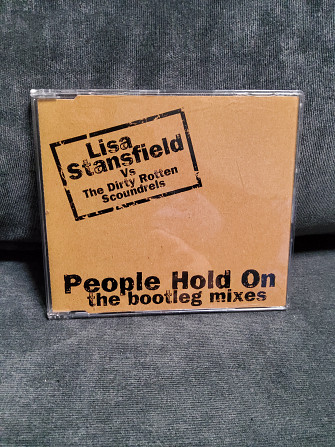 Lisa
Stansfield
Vs
The Dirty Rotten
Scoundrels
People Hold On
the bootleg mixes